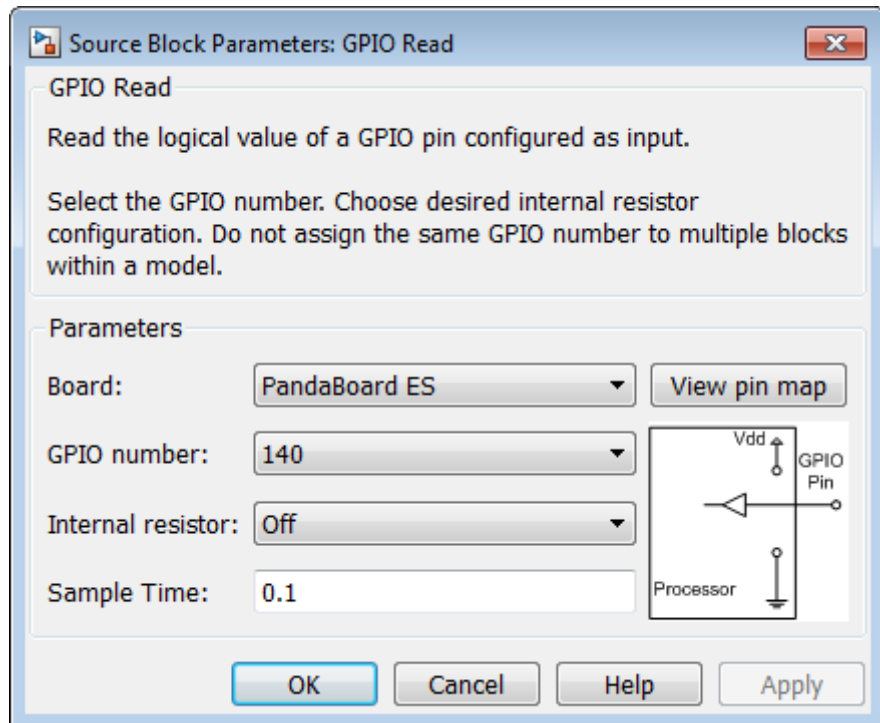 Source Block Parameters: GPIO Read
GPIO Read
Read the logical value of a GPIO pin configured as input.
Select the GPIO number. Choose desired internal resistor
configuration. Do not assign the same GPIO number to multiple blocks
within a model.
Parameters
Board: PandaBoard ES View pin map
GPIO number: 140
Vdd
GPIO
Pin
Internal resistor: Off
Sample Time: 0.1
Processor
OK Cancel Help Apply